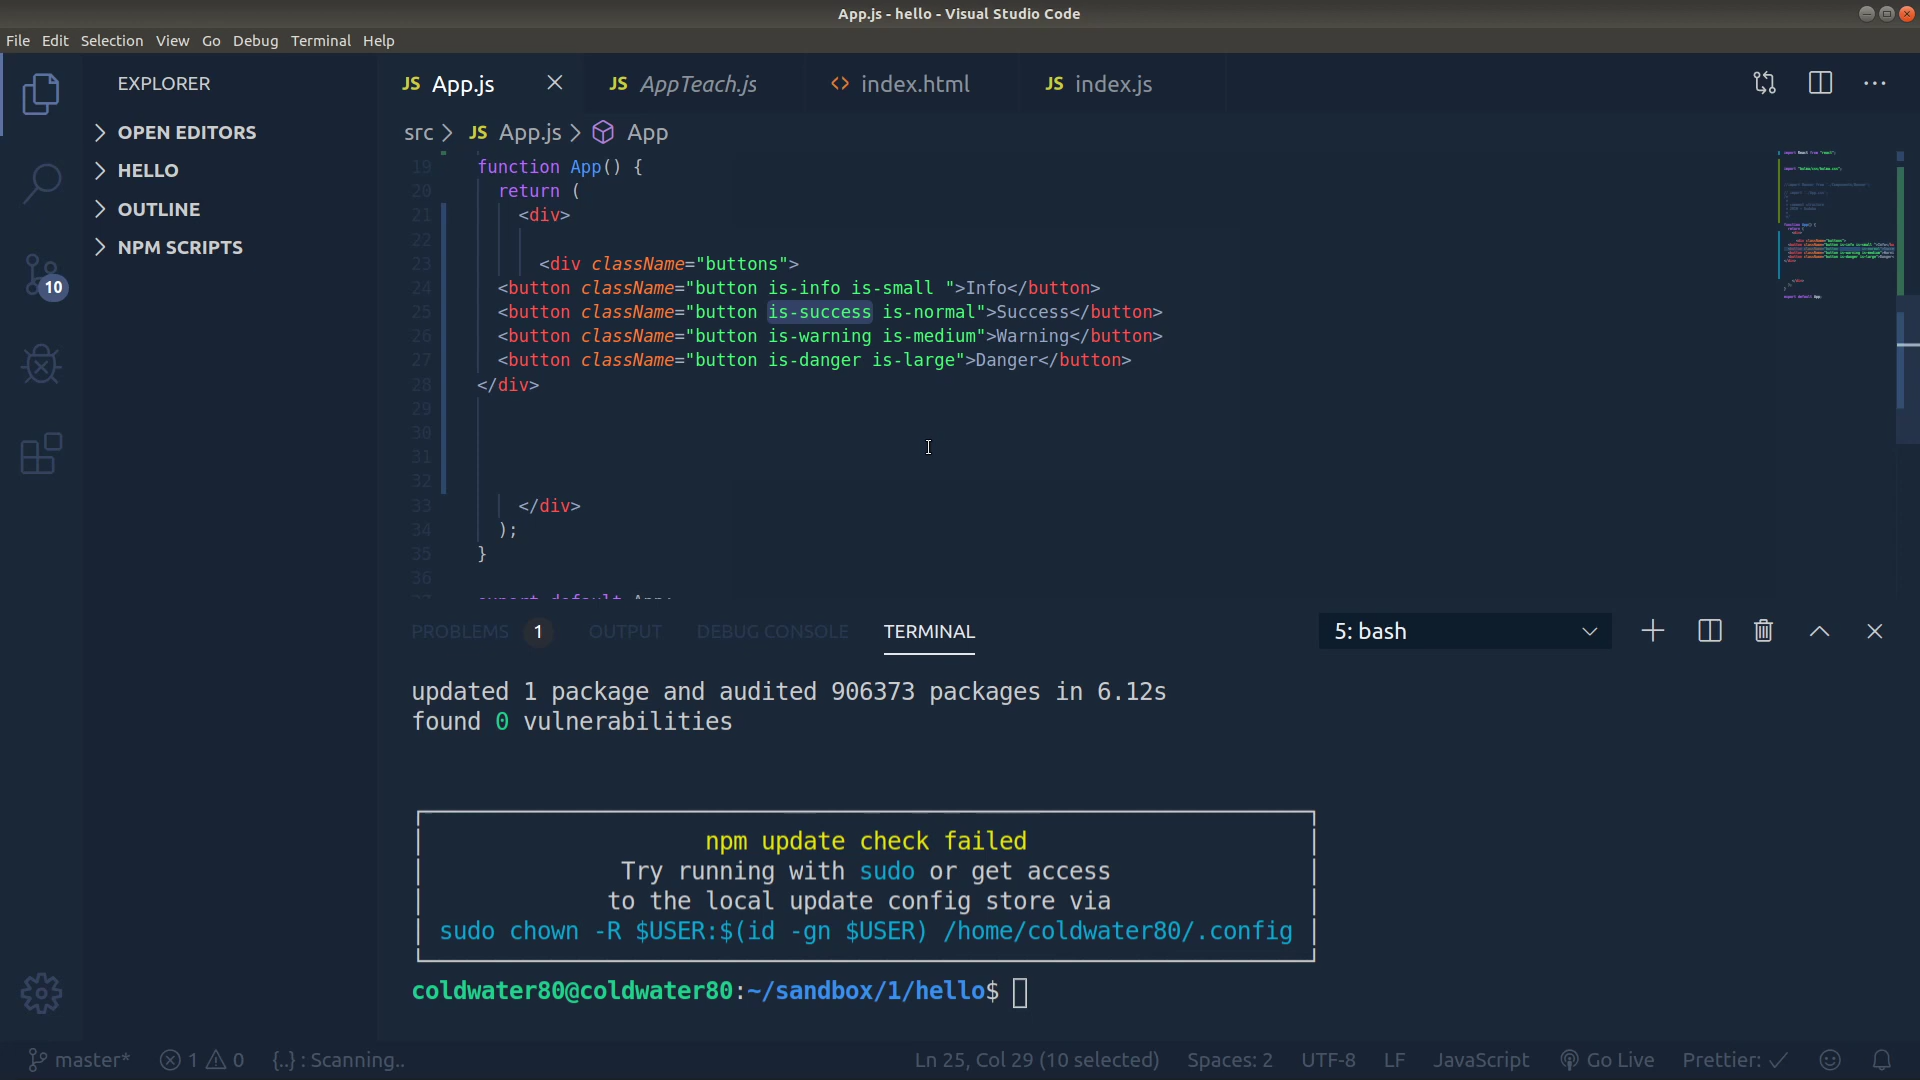 App.js - hello - Visual Studio Code
File Edit Selection View Go Debug Terminal Help
EXPLORER
OPEN EDITORS
HELLO
OUTLINE
NPM SCRIPTS
10
JS App.js
JS AppTeach.js
<> index.html
JS index.js
src > JS App.js > App
19 function App() {
20 return (
21 <div>
22
23 <div className="buttons">
24 <button className="button is-info is-small ">Info</button>
25 <button className="button is-success is-normal">Success</button>
26 <button className="button is-warning is-medium">Warning</button>
27 <button className="button is-danger is-large">Danger</button>
28 </div>
29
30
31
32
33 </div>
34 );
35 }
36
export default App;
PROBLEMS 1 OUTPUT DEBUG CONSOLE TERMINAL
5: bash
updated 1 package and audited 906373 packages in 6.12s
found 0 vulnerabilities
npm update check failed
Try running with sudo or get access
to the local update config store via
sudo chown -R $USER:$(id -gn $USER) /home/coldwater80/.config
coldwater80@coldwater80:~/sandbox/1/hello$
master* 1 0 {..} : Scanning.. Ln 25, Col 29 (10 selected) Spaces: 2 UTF-8 LF JavaScript Go Live Prettier: ✓